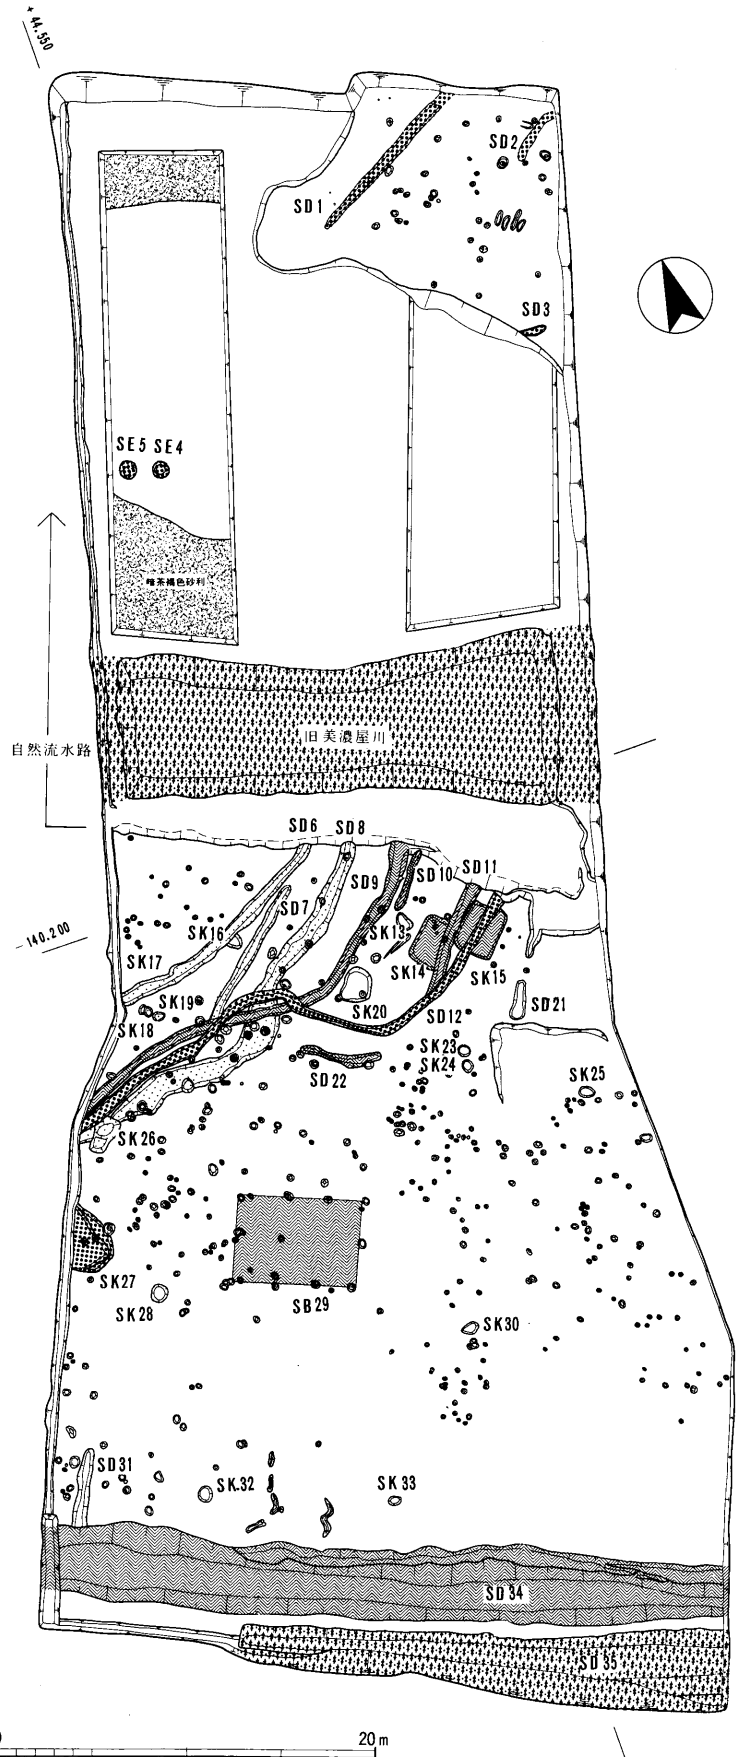 +44.550
SD2
SD1
SD3
SE5 SE4
暗茶褐色砂利
旧美濃屋川
自然流水路
SD6
SD8
SD11
SD9
SD10
SD7
SK16
SK13
-140.200
SK17
SK14
SK15
SK19
SK20
SD12
SD21
SK18
SK23
SK24
SD22
SK25
SK26
SK27
SK28
SB29
SK30
SD31
SK32
SK33
SD34
SD35
20m